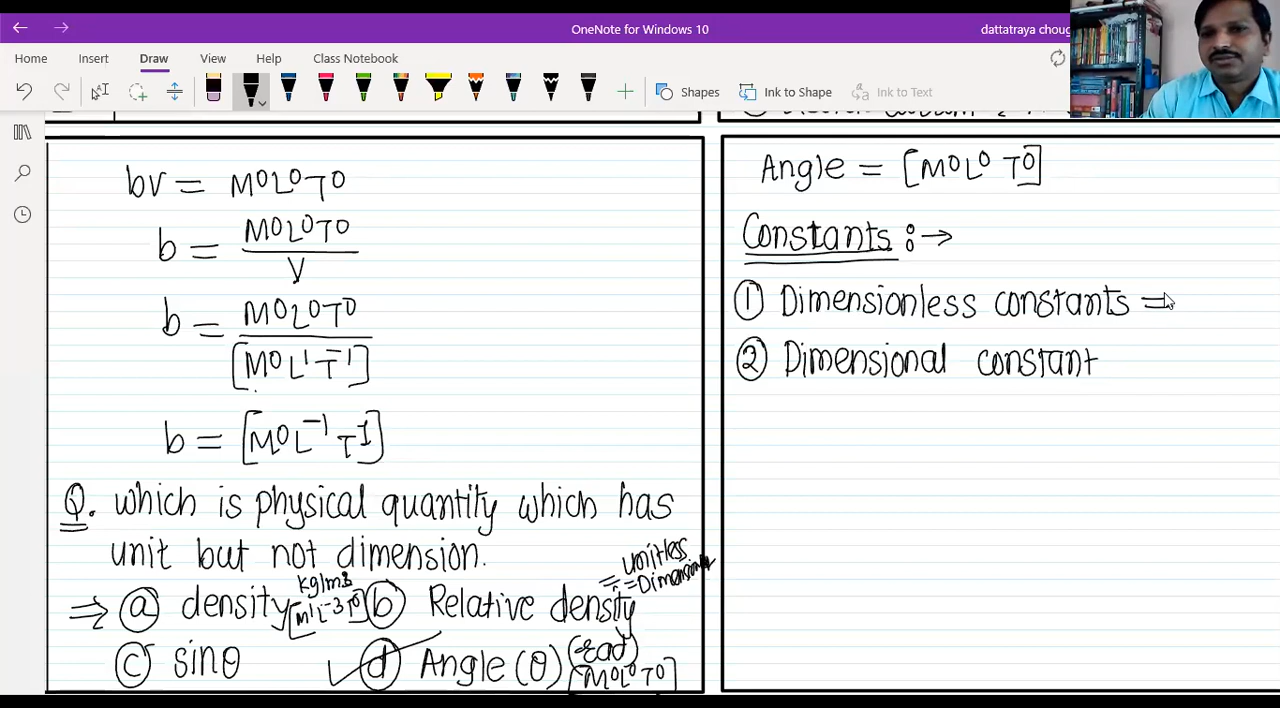 OneNote for Windows 10
dattatraya choug
Home Insert Draw View Help Class Notebook
Shapes Ink to Shape Ink to Text
bv = M⁰L⁰T⁰
b = M⁰L⁰T⁰ / V
b = M⁰L⁰T⁰ / [M⁰L¹T⁻¹]
b = [M⁰L⁻¹T¹]
Q. which is physical quantity which has
unit but not dimension.
⇒ (a) density kg/m³ [M¹L⁻³T⁰] (b) Relative density = unitless
(c) sinθ ✓ (d) Angle (θ) (rad) [M⁰L⁰T⁰]
Angle = [M⁰L⁰T⁰]
Constants :→
① Dimensionless constants =
② Dimensional constant